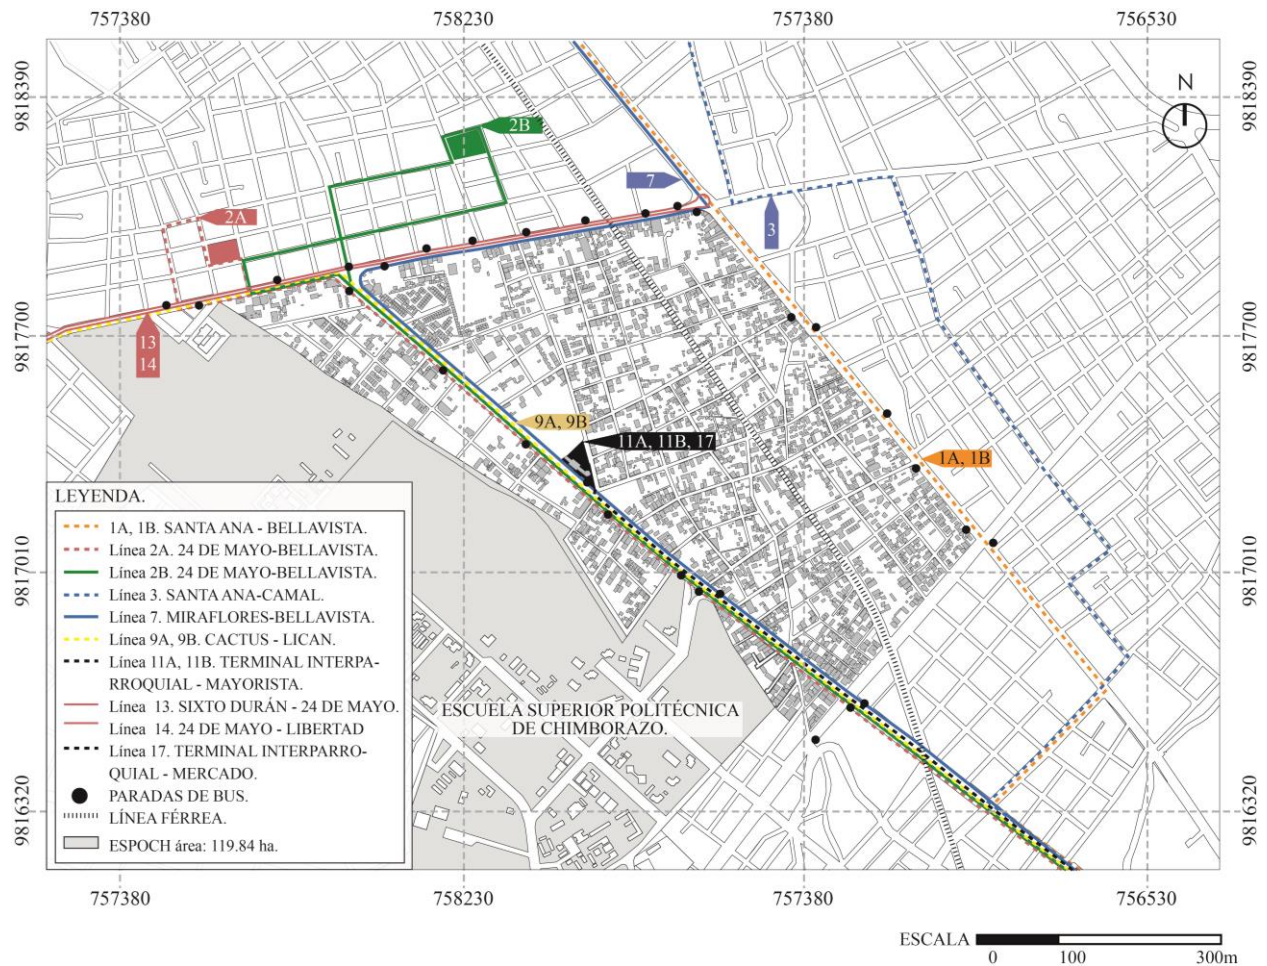 757380
758230
757380
756530
9818390
9818390
N
2B
7
2A
3
9817700
9817700
13
14
9A, 9B
11A, 11B, 17
1A, 1B
LEYENDA.
1A, 1B. SANTA ANA - BELLAVISTA.
Línea 2A. 24 DE MAYO-BELLAVISTA.
Línea 2B. 24 DE MAYO-BELLAVISTA.
Línea 3. SANTA ANA-CAMAL.
Línea 7. MIRAFLORES-BELLAVISTA.
Línea 9A, 9B. CACTUS - LICAN.
Línea 11A, 11B. TERMINAL INTERPA-
RROQUIAL - MAYORISTA.
Línea 13. SIXTO DURÁN - 24 DE MAYO.
Línea 14. 24 DE MAYO - LIBERTAD
Línea 17. TERMINAL INTERPARRO-
QUIAL - MERCADO.
PARADAS DE BUS.
LÍNEA FÉRREA.
ESPOCH área: 119.84 ha.
9817010
9817010
ESCUELA SUPERIOR POLITÉCNICA
DE CHIMBORAZO.
9816320
9816320
757380
758230
757380
756530
ESCALA
0 100 300m